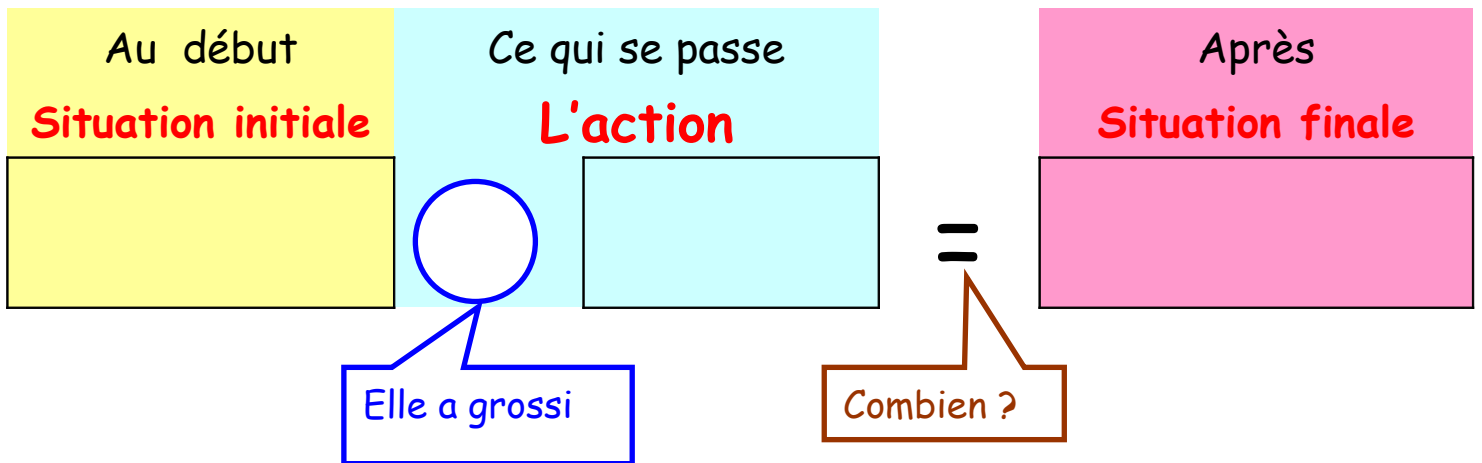 Au début
Situation initiale
Ce qui se passe
L'action
=
Après
Situation finale
Elle a grossi
Combien ?